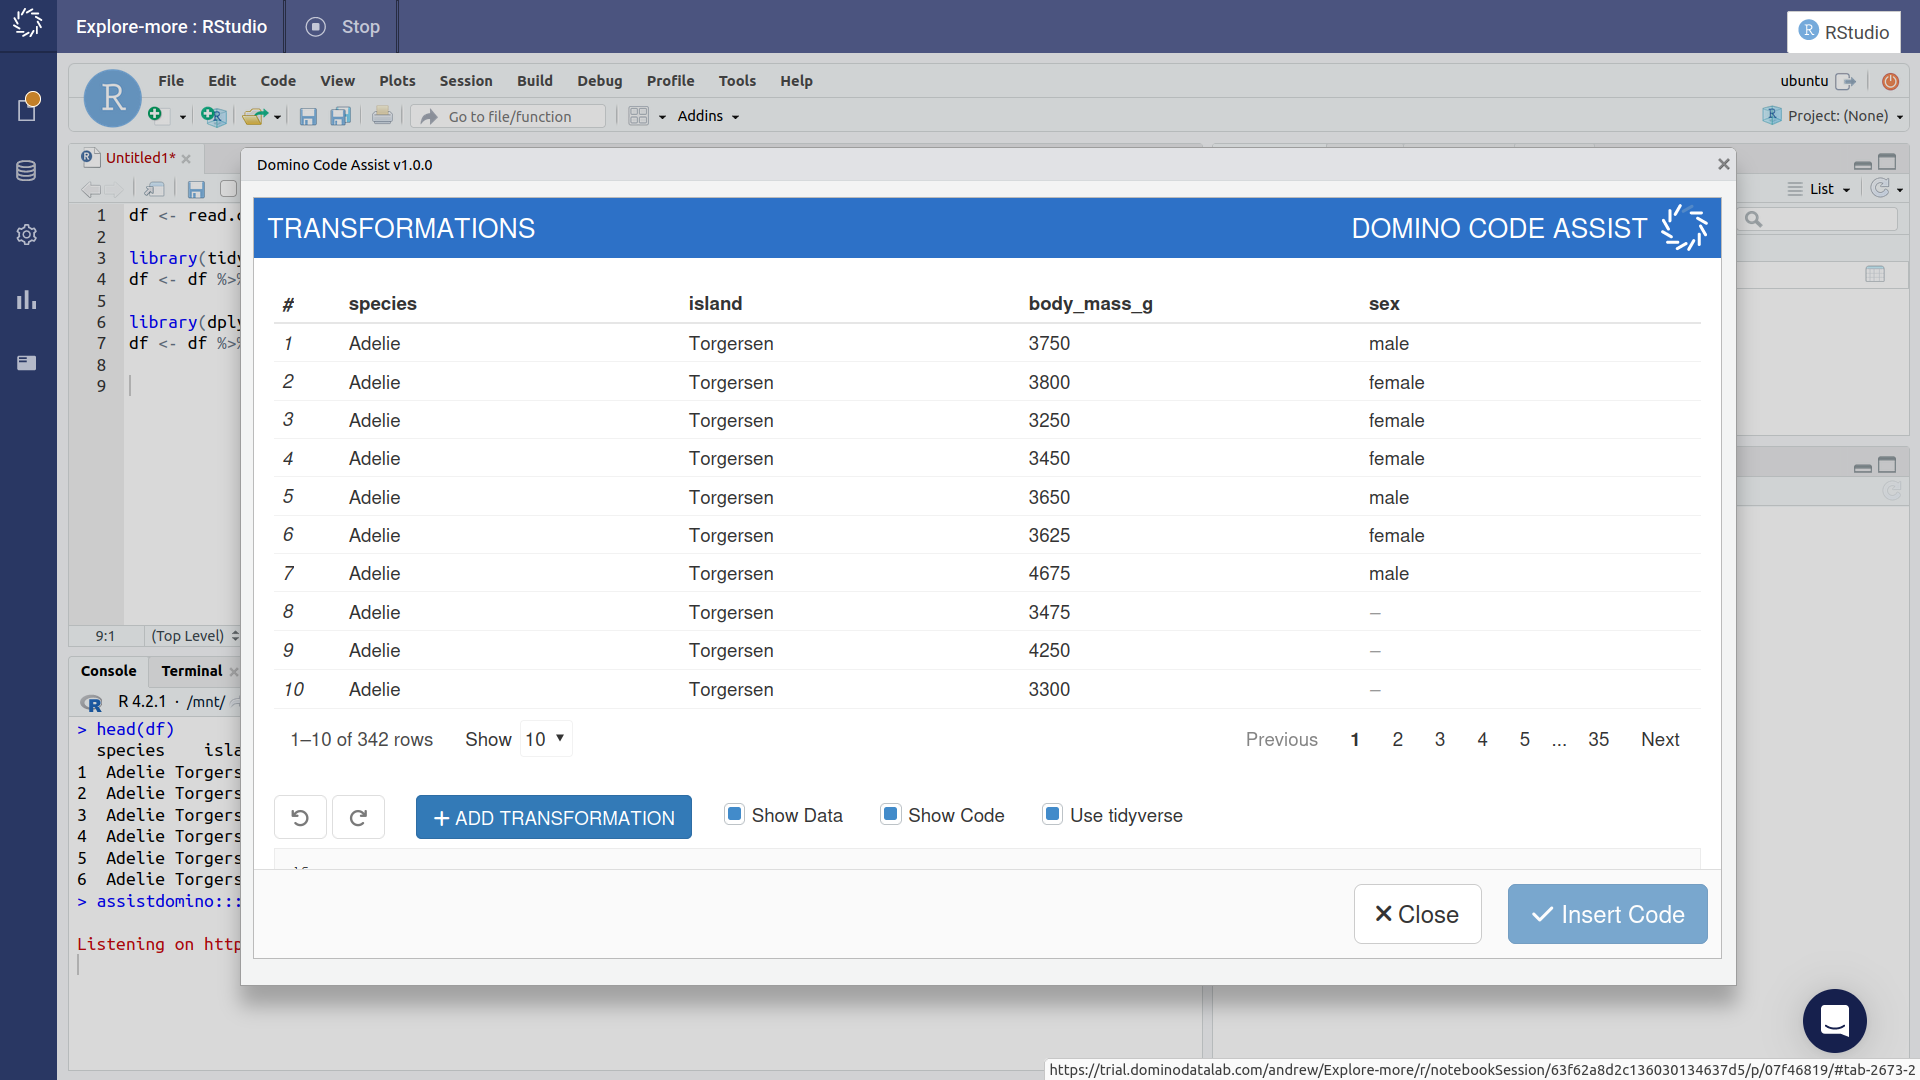 Explore-more : RStudio
Stop
RStudio
File Edit Code View Plots Session Build Debug Profile Tools Help
ubuntu
Go to file/function
Addins
Project: (None)
Untitled1*
Domino Code Assist v1.0.0
List
1 df <- read.
2
3 library(tidy
4 df <- df %>%
5
6 library(dply
7 df <- df %>%
8
9
9:1 (Top Level)
TRANSFORMATIONS
DOMINO CODE ASSIST
# species island body_mass_g sex
1 Adelie Torgersen 3750 male
2 Adelie Torgersen 3800 female
3 Adelie Torgersen 3250 female
4 Adelie Torgersen 3450 female
5 Adelie Torgersen 3650 male
6 Adelie Torgersen 3625 female
7 Adelie Torgersen 4675 male
8 Adelie Torgersen 3475 –
9 Adelie Torgersen 4250 –
10 Adelie Torgersen 3300 –
1–10 of 342 rows Show 10
Previous 1 2 3 4 5 ... 35 Next
+ ADD TRANSFORMATION
Show Data
Show Code
Use tidyverse
Close
Insert Code
Console Terminal
R 4.2.1 · /mnt/
> head(df)
species isla
1 Adelie Torgers
2 Adelie Torgers
3 Adelie Torgers
4 Adelie Torgers
5 Adelie Torgers
6 Adelie Torgers
> assistdomino:::
Listening on http
https://trial.dominodatalab.com/andrew/Explore-more/r/notebookSession/63f62a8d2c136030134637d5/p/07f46819/#tab-2673-2